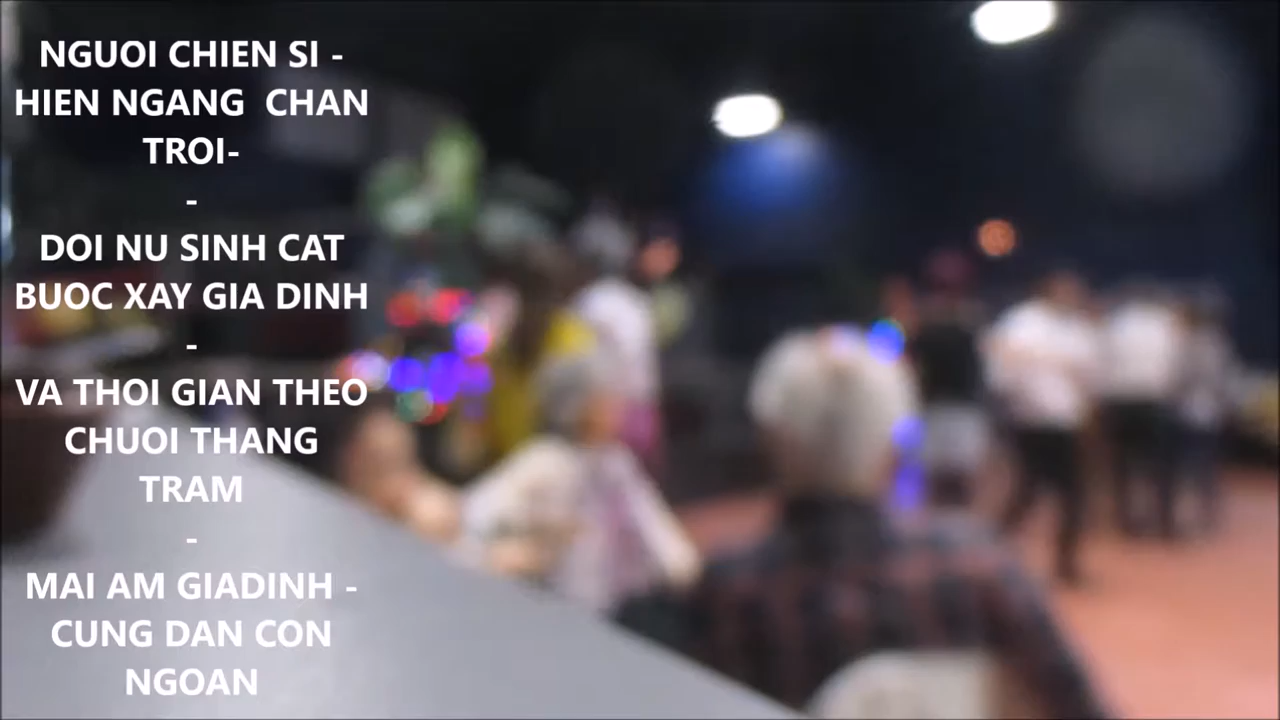 NGUOI CHIEN SI -
HIEN NGANG  CHAN
TROI-
-
DOI NU SINH CAT
BUOC XAY GIA DINH
-
VA THOI GIAN THEO
CHUOI THANG
TRAM
-
MAI AM GIADINH -
CUNG DAN CON
NGOAN